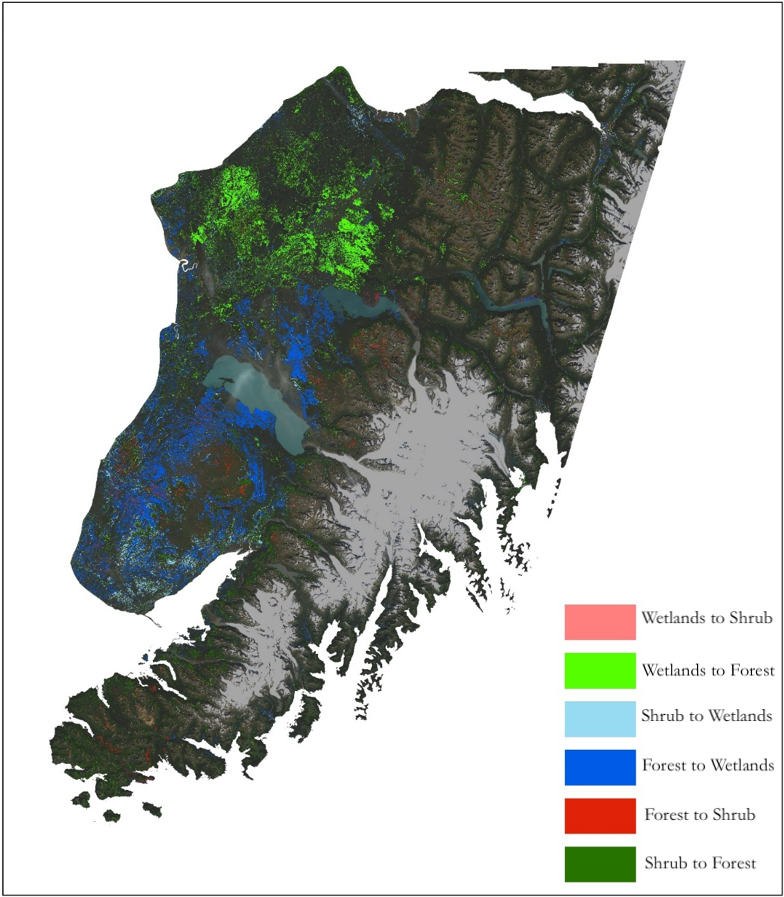 Wetlands to Shrub
Wetlands to Forest
Shrub to Wetlands
Forest to Wetlands
Forest to Shrub
Shrub to Forest